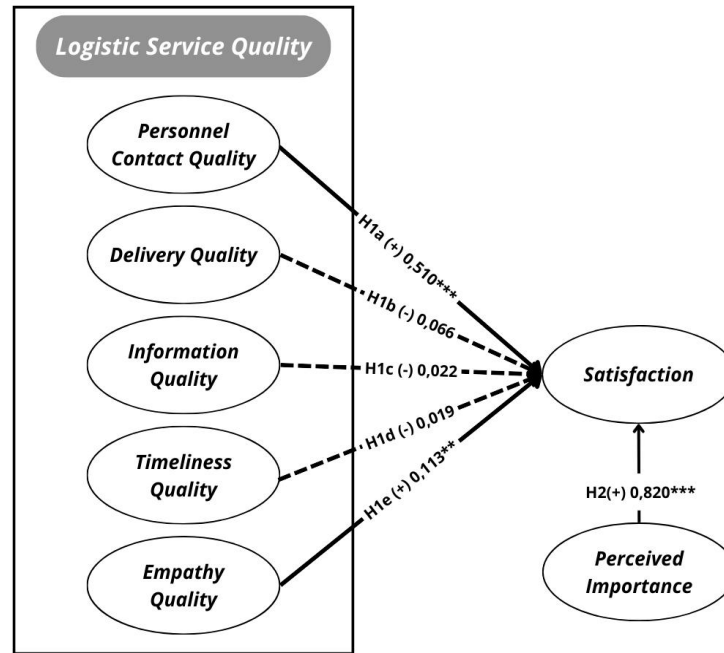 Logistic Service Quality
Personnel
Contact Quality
H1a (+) 0,510***
Delivery Quality
H1b (-) 0,066
Information
Quality
H1c (-) 0,022
Satisfaction
Timeliness
Quality
H1d (-) 0,019
H1e (+) 0,113**
H2(+) 0,820***
Empathy
Quality
Perceived
Importance